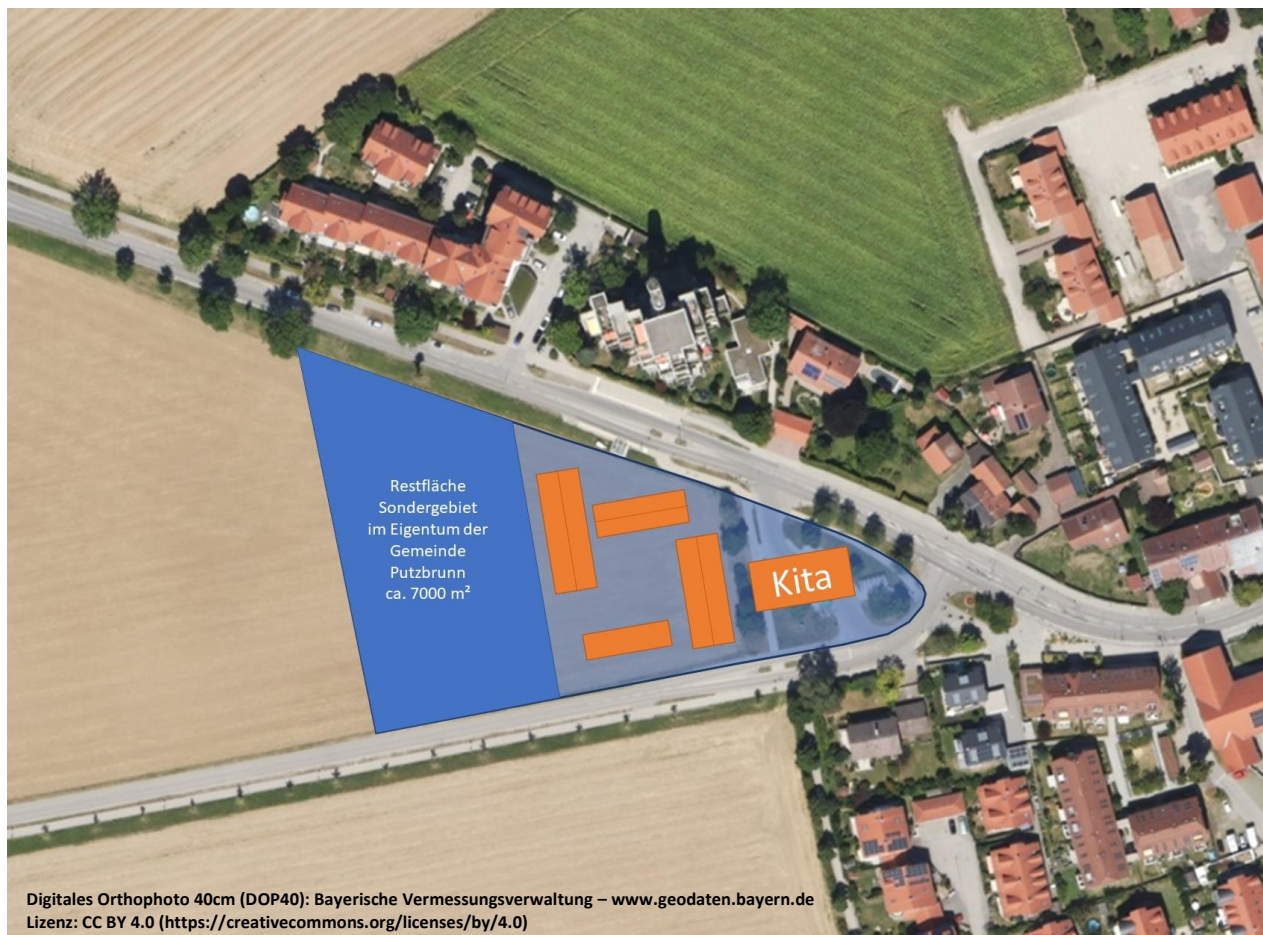 Restfläche
Sondergebiet
im Eigentum der
Gemeinde
Putzbrunn
ca. 7000 m²
Kita
Digitales Orthophoto 40cm (DOP40): Bayerische Vermessungsverwaltung – www.geodaten.bayern.de
Lizenz: CC BY 4.0 (https://creativecommons.org/licenses/by/4.0)